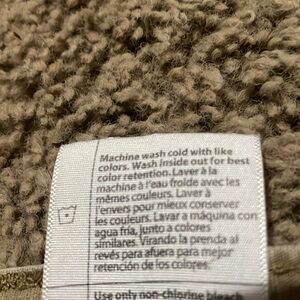 Machine wash cold with like
colors. Wash inside out for best
color retention. Laver à la
machine à l'eau froide avec les
mêmes couleurs. Laver à
l'envers pour mieux conserver
les couleurs. Lavar a máquina con
agua fría, junto a colores
similares. Virando la prenda al
revés para afuera para mejor
retención de los colores.
Use only non-chlorine